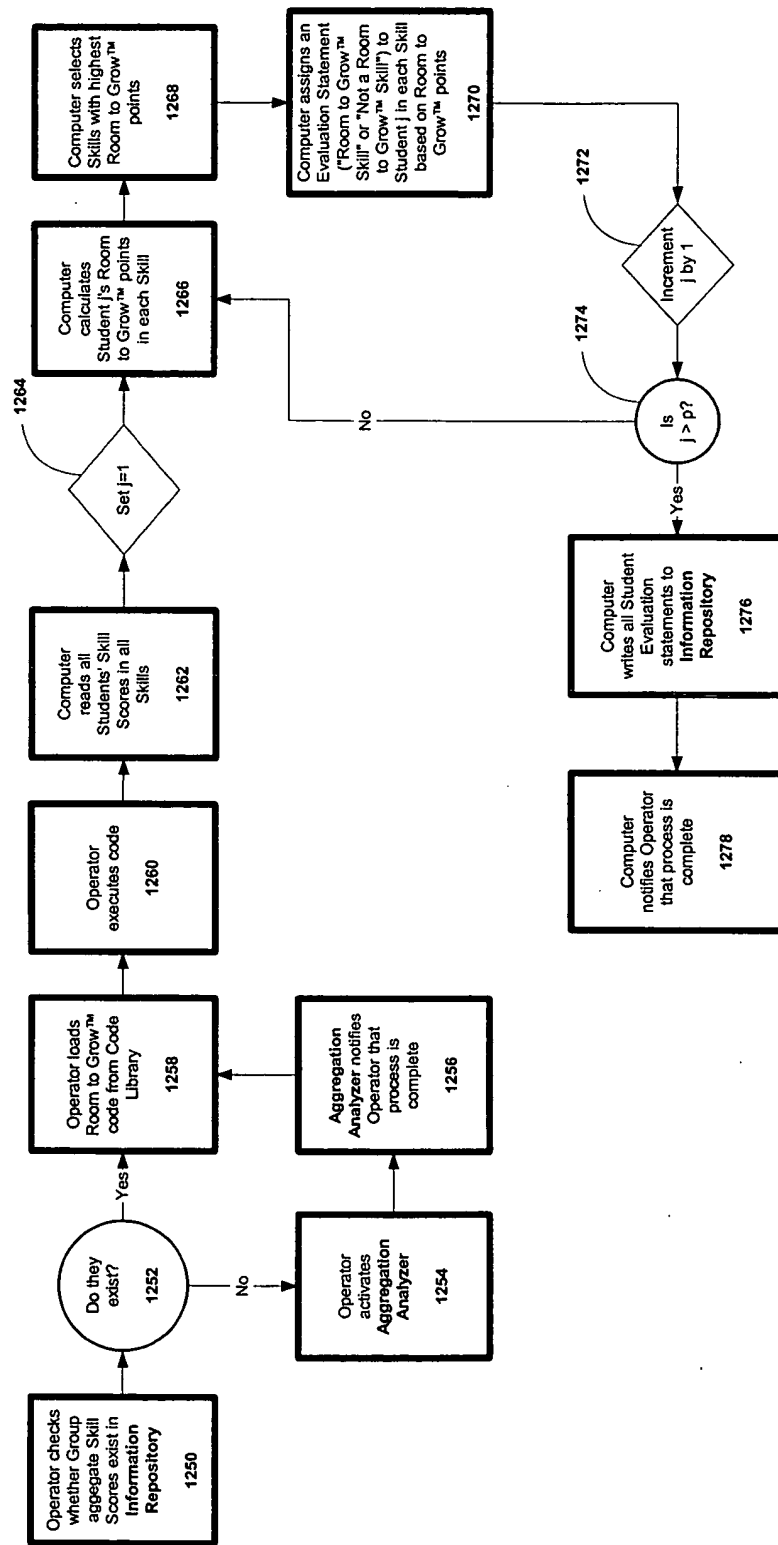 Operator checks
whether Group
aggegate Skill
Scores exist in
Information
Repository
1250
Do they
exist?
1252
Yes
No
Operator
activates
Aggregation
Analyzer
1254
Aggregation
Analyzer notifies
Operator that
process is
complete
1256
Operator loads
Room to Grow™
code from Code
Library
1258
Operator
executes code
1260
Computer
reads all
Students' Skill
Scores in all
Skills
1262
Set j=1
1264
Computer
calculates
Student j's Room
to Grow™ points
in each Skill
1266
Computer selects
Skills with highest
Room to Grow™
points
1268
Computer assigns an
Evaluation Statement
("Room to Grow™
Skill" or "Not a Room
to Grow™ Skill") to
Student j in each Skill
based on Room to
Grow™ points
1270
Increment
j by 1
1272
Is
j > p?
1274
No
Yes
Computer
writes all Student
Evaluation
statements to
Information
Repository
1276
Computer
notifies Operator
that process is
complete
1278